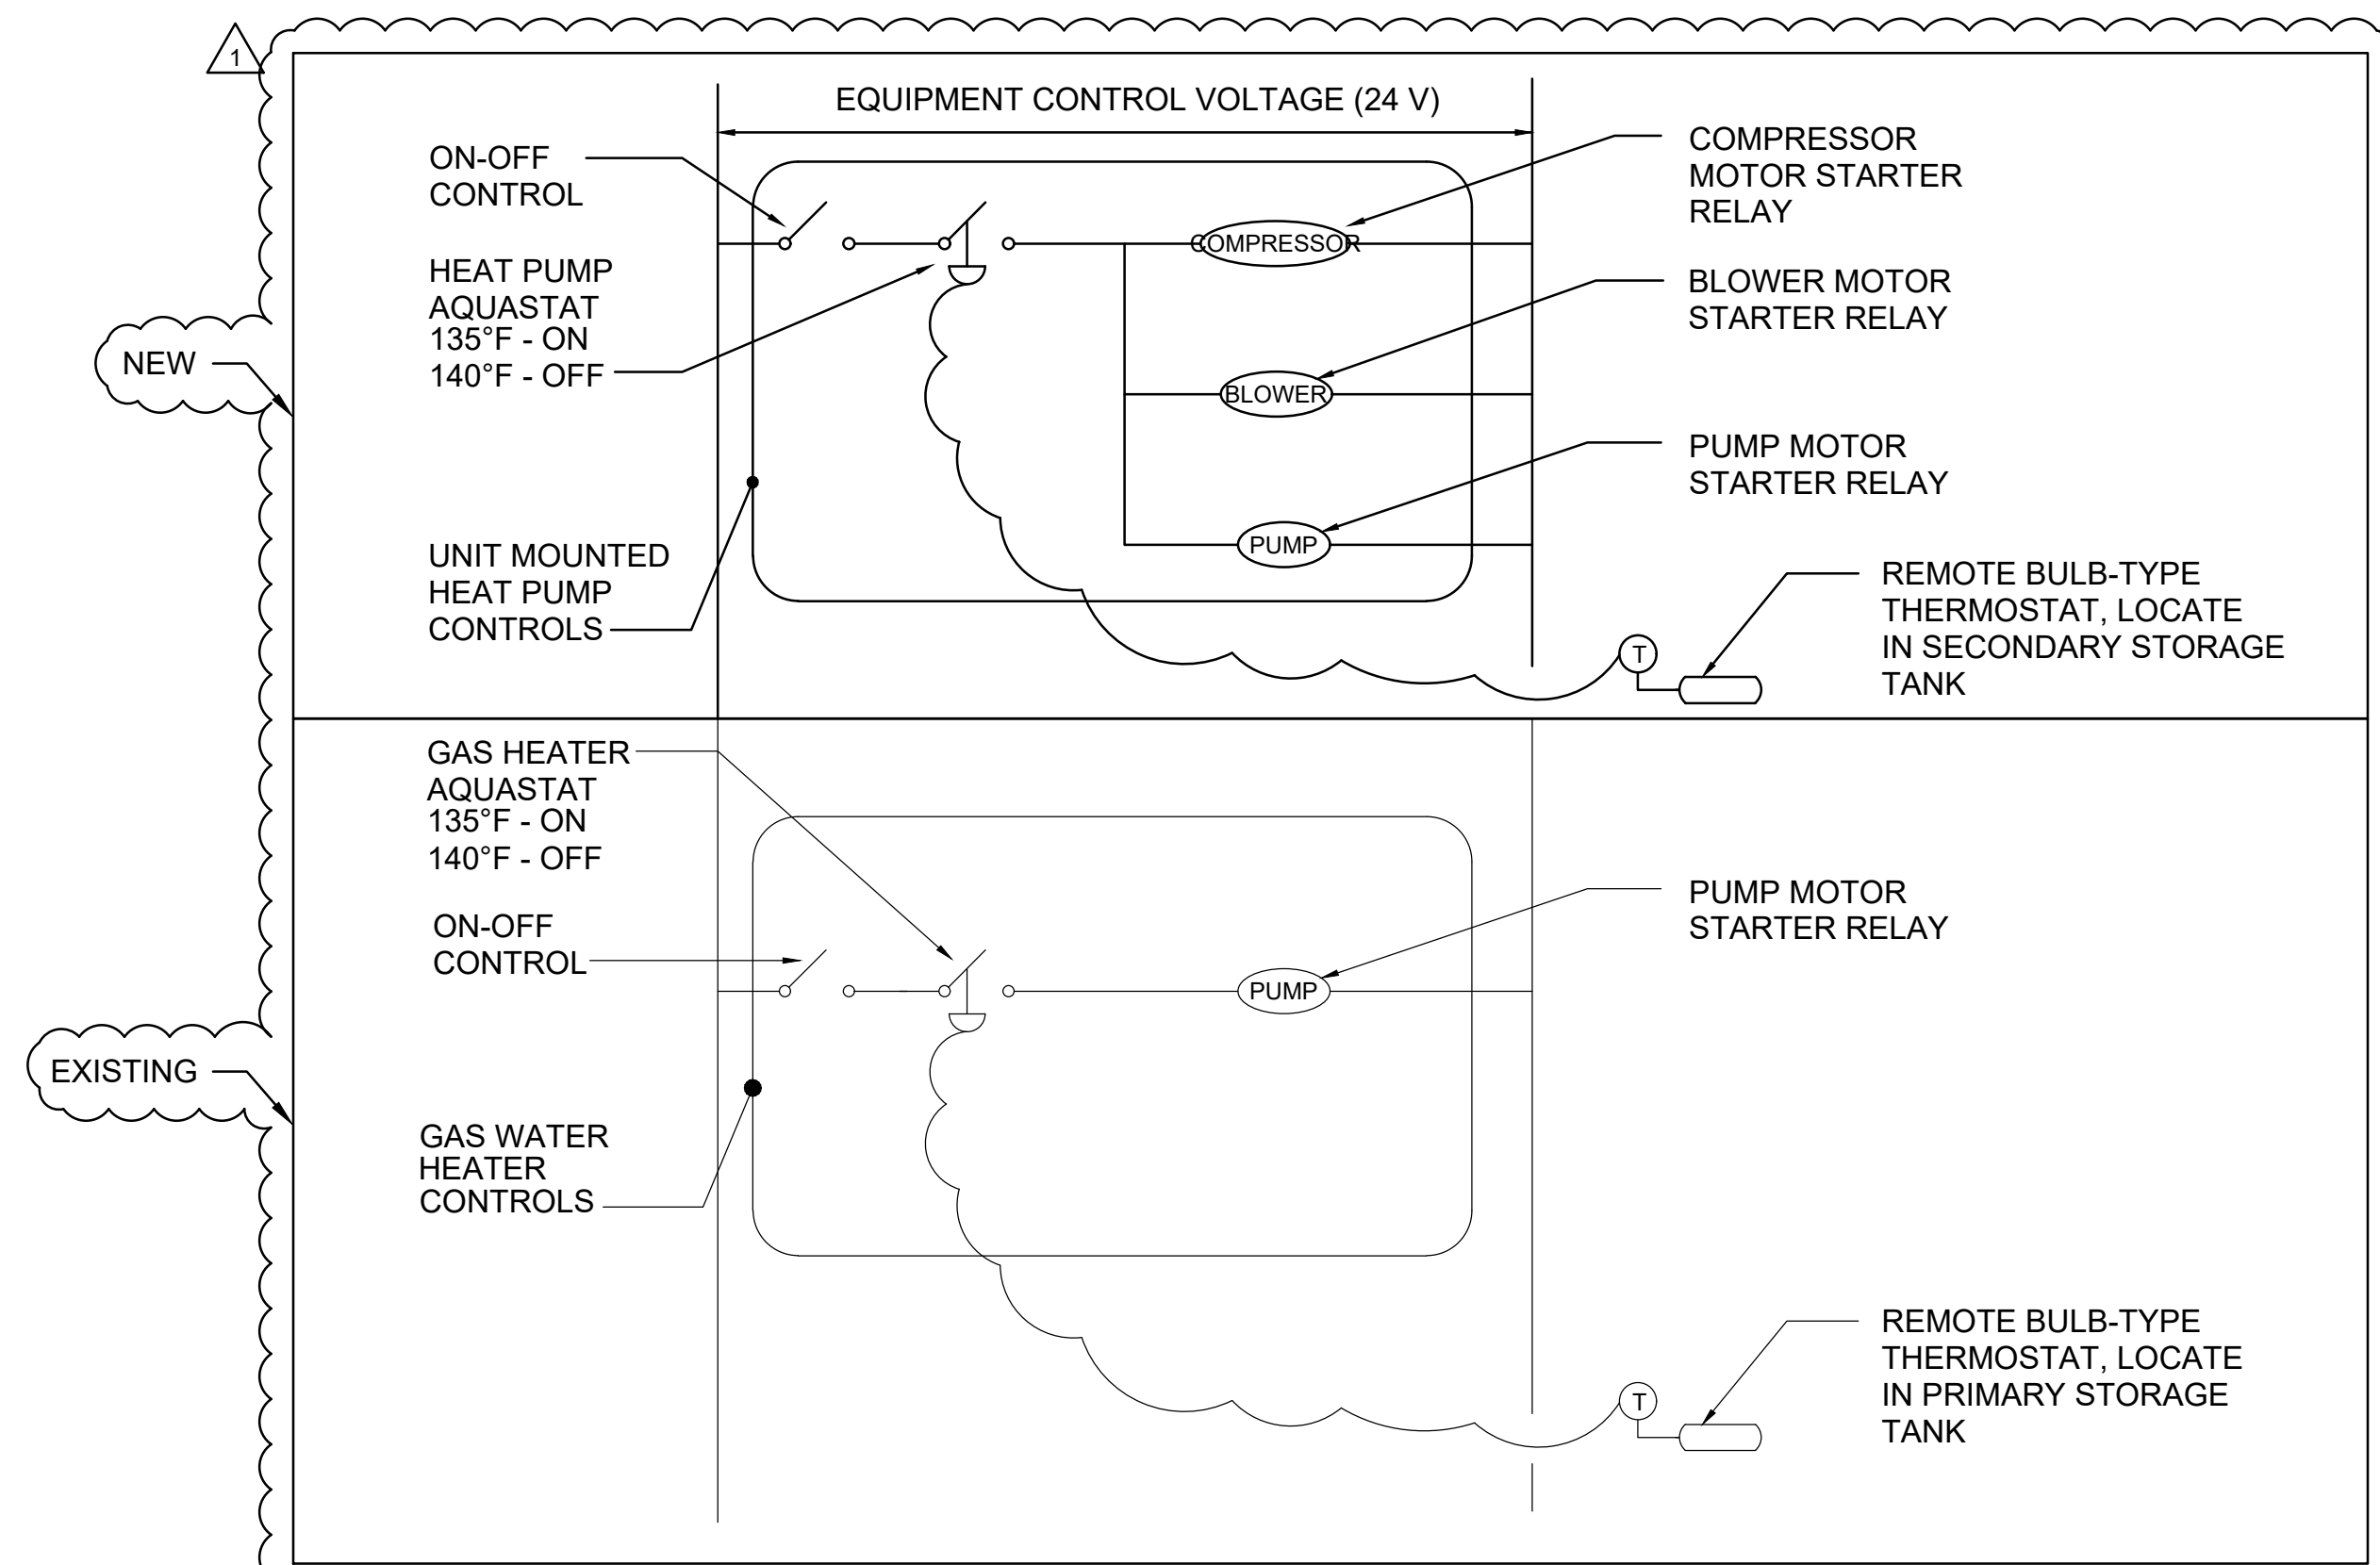 1
EQUIPMENT CONTROL VOLTAGE (24 V)
ON-OFF
CONTROL
COMPRESSOR
MOTOR STARTER
RELAY
COMPRESSOR
HEAT PUMP
AQUASTAT
135°F - ON
140°F - OFF
BLOWER MOTOR
STARTER RELAY
NEW
BLOWER
PUMP MOTOR
STARTER RELAY
UNIT MOUNTED
HEAT PUMP
CONTROLS
PUMP
REMOTE BULB-TYPE
THERMOSTAT, LOCATE
IN SECONDARY STORAGE
TANK
T
GAS HEATER
AQUASTAT
135°F - ON
140°F - OFF
ON-OFF
CONTROL
PUMP MOTOR
STARTER RELAY
PUMP
EXISTING
GAS WATER
HEATER
CONTROLS
REMOTE BULB-TYPE
THERMOSTAT, LOCATE
IN PRIMARY STORAGE
TANK
T